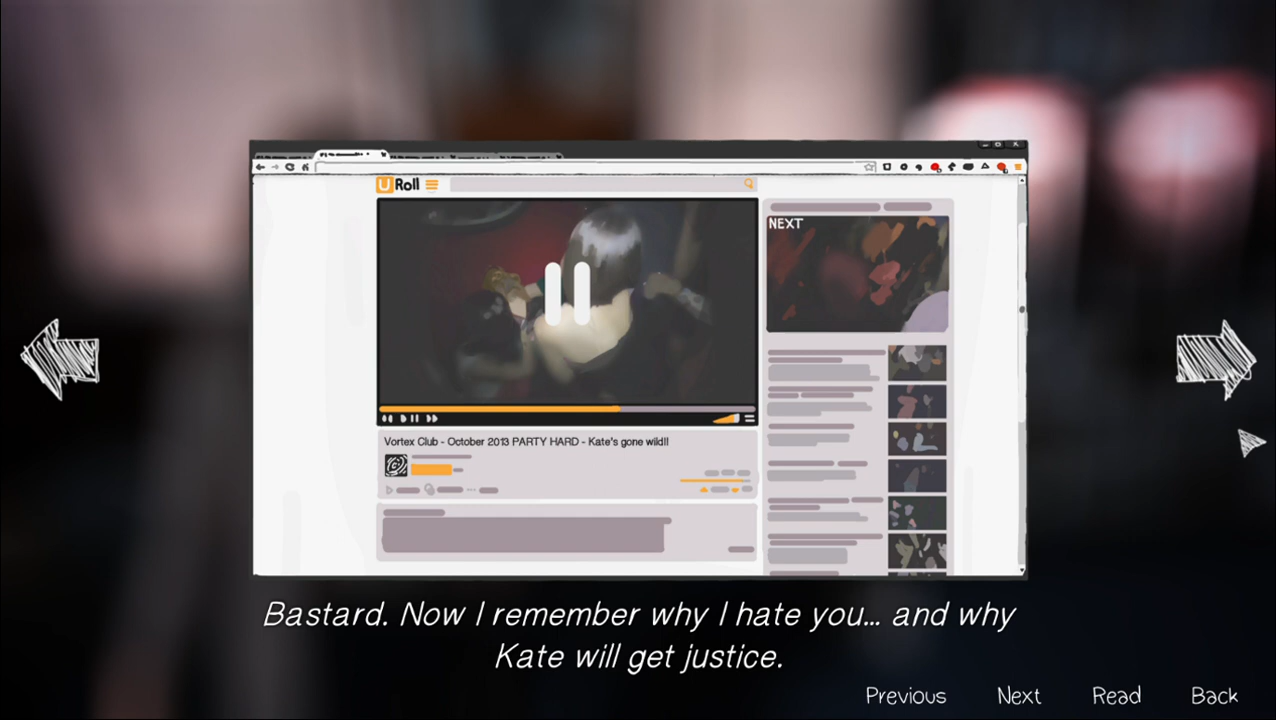 U Roll
NEXT
Vortex Club - October 2013 PARTY HARD - Kate's gone wild!!
Bastard. Now I remember why I hate you... and why
Kate will get justice.
Previous Next Read Back